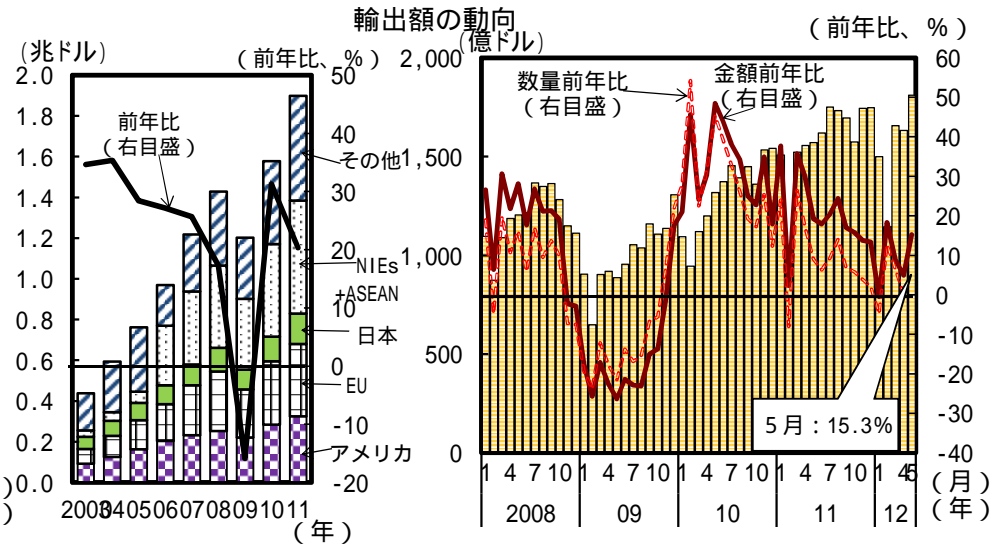 輸出額の動向
(兆ドル)
(前年比、%)
2.0
1.8
1.6
1.4
1.2
1.0
0.8
0.6
0.4
0.2
0.0
50
40
30
20
10
0
-10
-20
前年比
(右目盛)
その他
NIEs
+ASEAN
日本
EU
アメリカ
2003
04
05
06
07
08
09
10
11
(年)
)
)
(億ドル)
(前年比、%)
2,000
1,500
1,000
500
0
60
50
40
30
20
10
0
-10
-20
-30
-40
数量前年比
(右目盛)
金額前年比
(右目盛)
5月:15.3%
1 4 7 10 1 4 7 10 1 4 7 10 1 4 7 10 1 4 5
(月)
2008 09 10 11 12
(年)